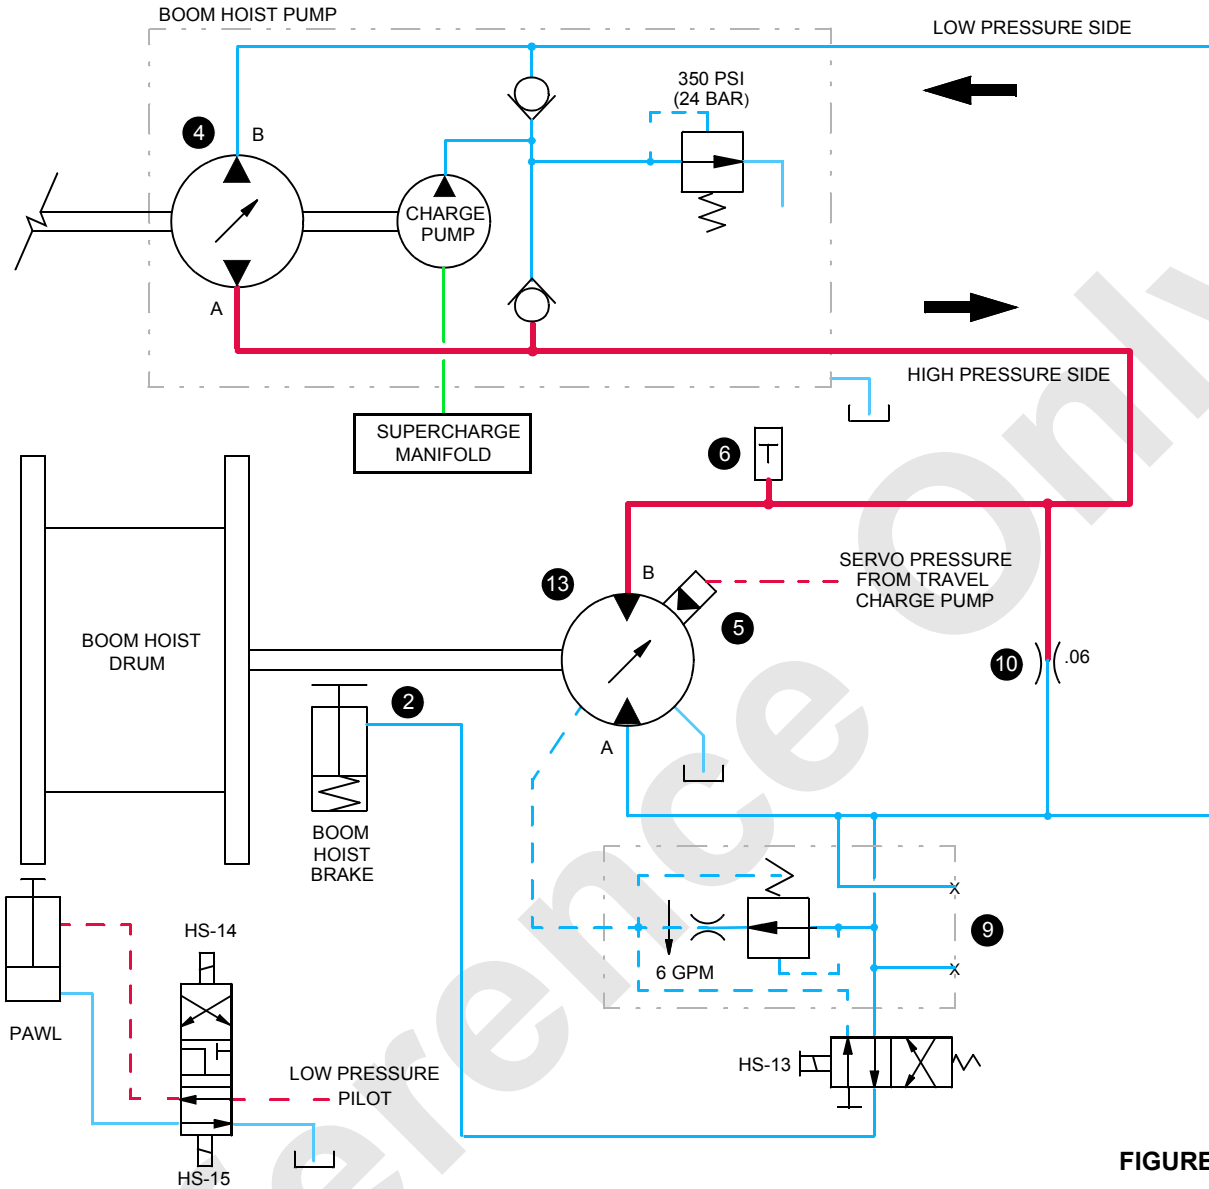 BOOM HOIST PUMP
LOW PRESSURE SIDE
350 PSI
(24 BAR)
4
B
CHARGE
PUMP
A
HIGH PRESSURE SIDE
SUPERCHARGE
MANIFOLD
6
SERVO PRESSURE
FROM TRAVEL
CHARGE PUMP
13
B
5
BOOM HOIST
DRUM
10
.06
2
A
BOOM
HOIST
BRAKE
HS-14
X
9
6 GPM
X
PAWL
HS-13
LOW PRESSURE
PILOT
HS-15
FIGURE
erence Only